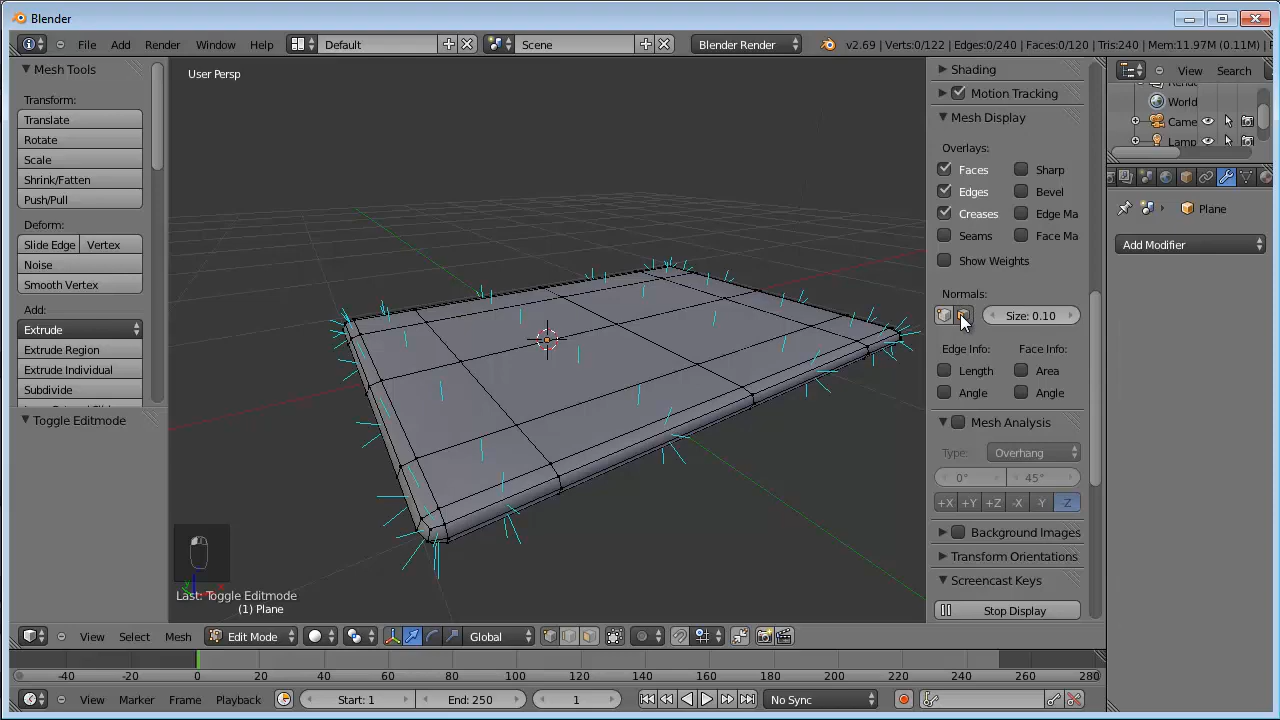 Blender
File Add Render Window Help Default Scene Blender Render v2.69 | Verts:0/122 | Edges:0/240 | Faces:0/120 | Tris:240 | Mem:11.97M (0.11M) |
Mesh Tools
Transform:
Translate
Rotate
Scale
Shrink/Fatten
Push/Pull
Deform:
Slide Edge Vertex
Noise
Smooth Vertex
Add:
Extrude
Extrude Region
Extrude Individual
Subdivide
Toggle Editmode
User Persp
Last: Toggle Editmode
(1) Plane
Shading
Motion Tracking
Mesh Display
Overlays:
Faces Sharp
Edges Bevel
Creases Edge Ma
Seams Face Ma
Show Weights
Normals:
Size: 0.10
Edge Info: Face Info:
Length Area
Angle Angle
Mesh Analysis
Type: Overhang
0° 45°
+X +Y +Z -X -Y -Z
Background Images
Transform Orientations
Screencast Keys
Stop Display
View Search
World
Came
Lamp
Plane
Add Modifier
View Select Mesh Edit Mode Global
-40 -20 0 20 40 60 80 100 120 140 160 180 200 220 240 260 280
View Marker Frame Playback Start: 1 End: 250 1 No Sync